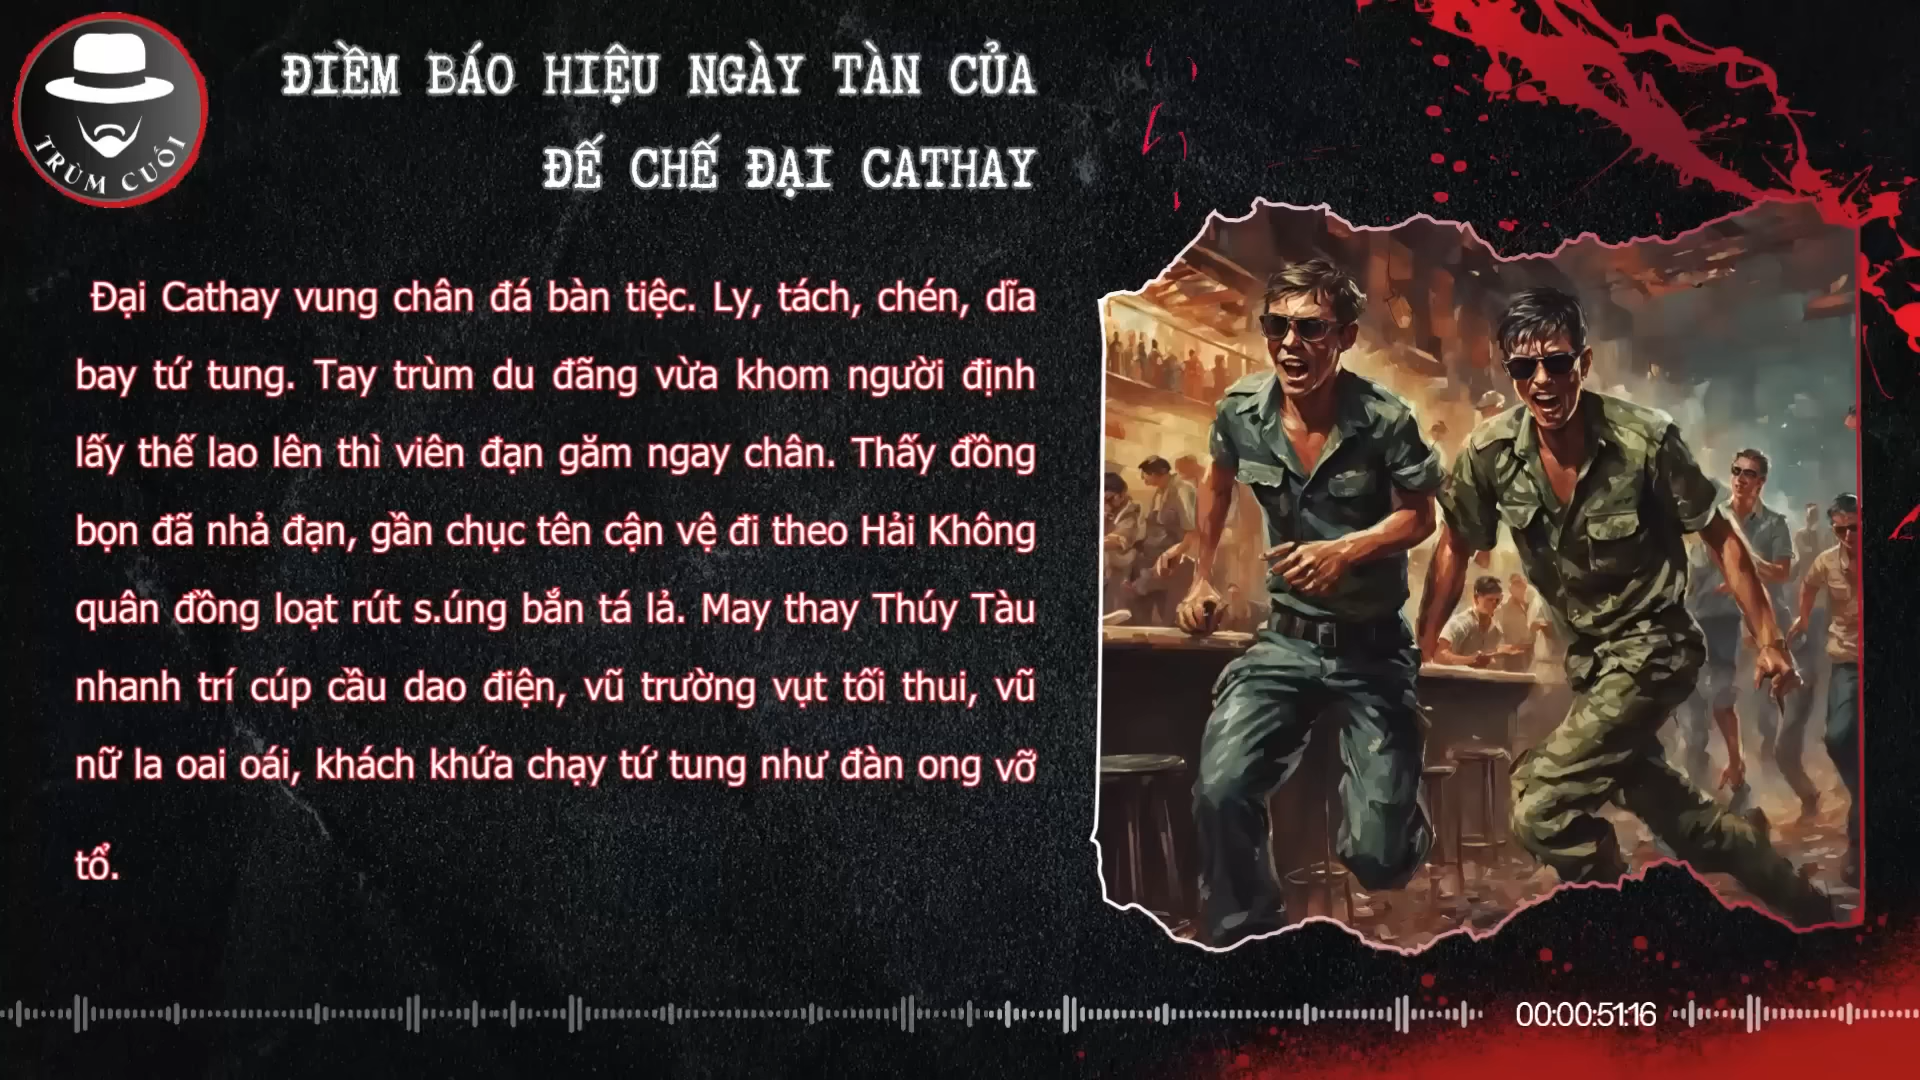 TRÙM CUỐI
ĐIỀM BÁO HIỆU NGÀY TÀN CỦA
ĐẾ CHẾ ĐẠI CATHAY
Đại Cathay vung chân đá bàn tiệc. Ly, tách, chén, dĩa
bay tứ tung. Tay trùm du đãng vừa khom người định
lấy thế lao lên thì viên đạn găm ngay chân. Thấy đồng
bọn đã nhả đạn, gần chục tên cận vệ đi theo Hải Không
quân đồng loạt rút s.úng bắn tá lả. May thay Thúy Tàu
nhanh trí cúp cầu dao điện, vũ trường vụt tối thui, vũ
nữ la oai oái, khách khứa chạy tứ tung như đàn ong vỡ
tổ.
00:00:51:16